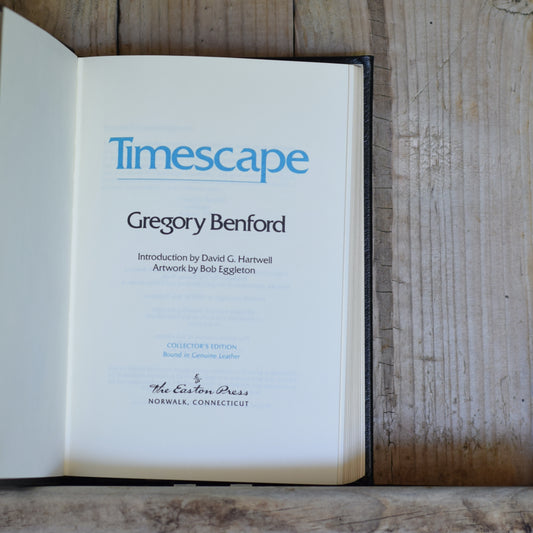 Timescape
Gregory Benford
Introduction by David G. Hartwell
Artwork by Bob Eggleton
COLLECTOR'S EDITION
Bound in Genuine Leather
The Easton Press
NORWALK, CONNECTICUT